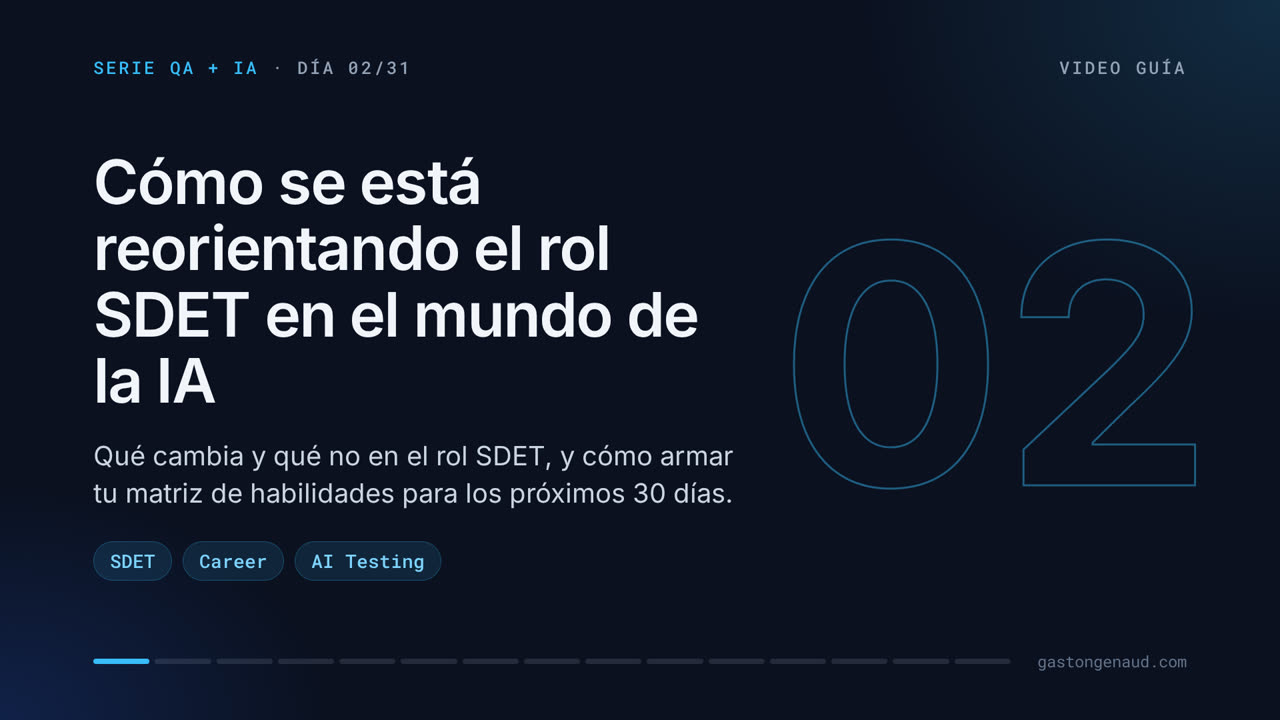 SERIE QA + IA · DÍA 02/31
VIDEO GUÍA
Cómo se está
reorientando el rol
SDET en el mundo de
la IA
02
Qué cambia y qué no en el rol SDET, y cómo armar
tu matriz de habilidades para los próximos 30 días.
SDET
Career
AI Testing
gastongenaud.com